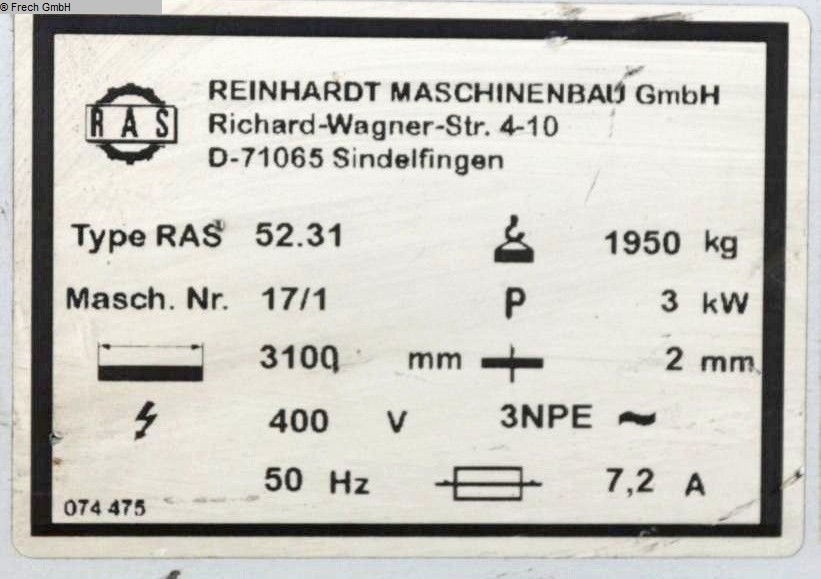 © Frech GmbH
RAS
REINHARDT MASCHINENBAU GmbH
Richard-Wagner-Str. 4-10
D-71065 Sindelfingen
Type RAS 52.31 1950 kg
Masch. Nr. 17/1 P 3 kW
3100 mm 2 mm
400 V 3NPE ~
50 Hz 7,2 A
074 475